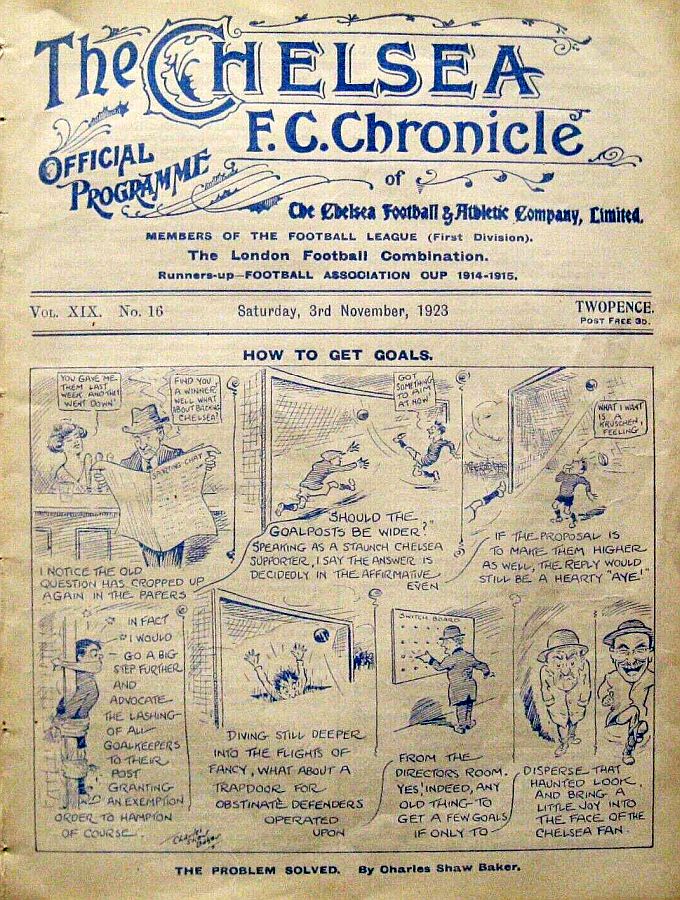 The CHELSEA
F.C. Chronicle
OFFICIAL
PROGRAMME
of
The Chelsea Football & Athletic Company, Limited.
MEMBERS OF THE FOOTBALL LEAGUE (First Division).
The London Football Combination.
Runners-up—FOOTBALL ASSOCIATION CUP 1914-1915.
VOL. XIX. No. 16
Saturday, 3rd November, 1923
TWOPENCE.
POST FREE 3D.
HOW TO GET GOALS.
YOU GAVE ME
THEM LAST
WEEK AND THEY
WENT DOWN!
FIND YOU
A WINNER
WELL WHAT
ABOUT BACKING
CHELSEA!
SPORTING CHAT
I NOTICE THE OLD
QUESTION HAS CROPPED UP
AGAIN IN THE PAPERS
GOT
SOMETHING
TO AIM
AT NOW
"SHOULD THE
GOALPOSTS BE WIDER?"
SPEAKING AS A STAUNCH CHELSEA
SUPPORTER, I SAY THE ANSWER IS
DECIDEDLY IN THE AFFIRMATIVE
EVEN
WHAT I WANT
IS A
KRUSCHEN,
FEELING
IF THE PROPOSAL IS
TO MAKE THEM HIGHER
AS WELL, THE REPLY WOULD
STILL BE A HEARTY "AYE!"
IN FACT
I WOULD
GO A BIG
STEP FURTHER
AND
ADVOCATE
THE LASHING
OF ALL
GOALKEEPERS
TO THEIR
POST
GRANTING
AN EXEMPTION
ORDER TO HAMPTON
OF COURSE.
Charles Shaw Baker
DIVING STILL DEEPER
INTO THE FLIGHTS OF
FANCY, WHAT ABOUT A
TRAPDOOR FOR
OBSTINATE DEFENDERS
OPERATED
UPON
SWITCH BOARD
FROM THE
DIRECTORS ROOM.
YES! INDEED, ANY
OLD THING TO
GET A FEW GOALS
IF ONLY TO
DISPERSE THAT
HAUNTED LOOK
AND BRING A
LITTLE JOY INTO
THE FACE OF THE
CHELSEA FAN.
THE PROBLEM SOLVED. By Charles Shaw Baker.